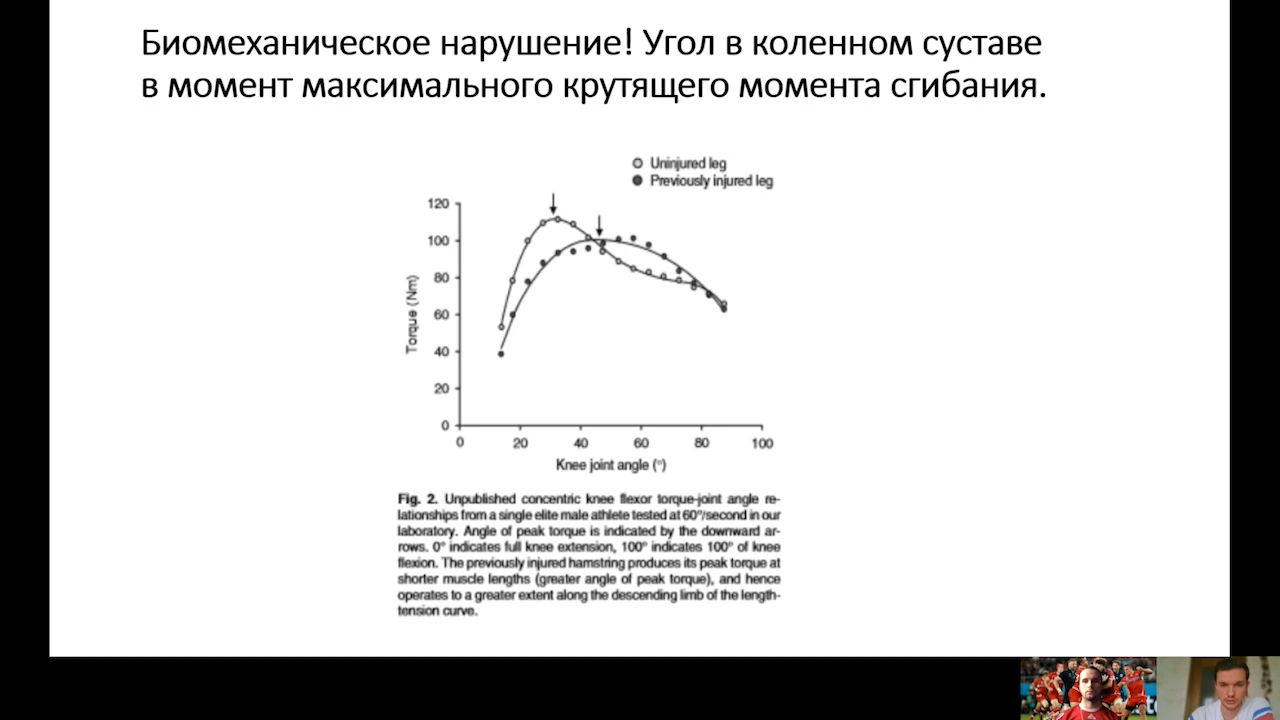 Биомеханическое нарушение! Угол в коленном суставе
в момент максимального крутящего момента сгибания.
Uninjured leg
Previously injured leg
120
100
80
60
40
20
0
Torque (Nm)
0 20 40 60 80 100
Knee joint angle (°)
Fig. 2. Unpublished concentric knee flexor torque-joint angle re-
lationships from a single elite male athlete tested at 60°/second in our
laboratory. Angle of peak torque is indicated by the downward ar-
rows. 0° indicates full knee extension, 100° indicates 100° of knee
flexion. The previously injured hamstring produces its peak torque at
shorter muscle lengths (greater angle of peak torque), and hence
operates to a greater extent along the descending limb of the length-
tension curve.